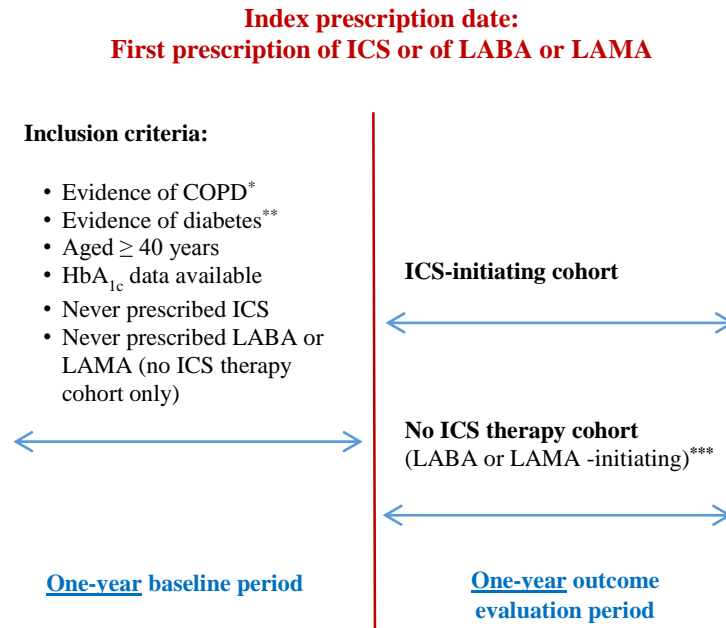 Index prescription date:
First prescription of ICS or of LABA or LAMA
Inclusion criteria:
• Evidence of COPD*
• Evidence of diabetes**
• Aged ≥ 40 years
• HbA1c data available
• Never prescribed ICS
• Never prescribed LABA or
LAMA (no ICS therapy
cohort only)
ICS-initiating cohort
No ICS therapy cohort
(LABA or LAMA -initiating)***
One-year baseline period
One-year outcome
evaluation period